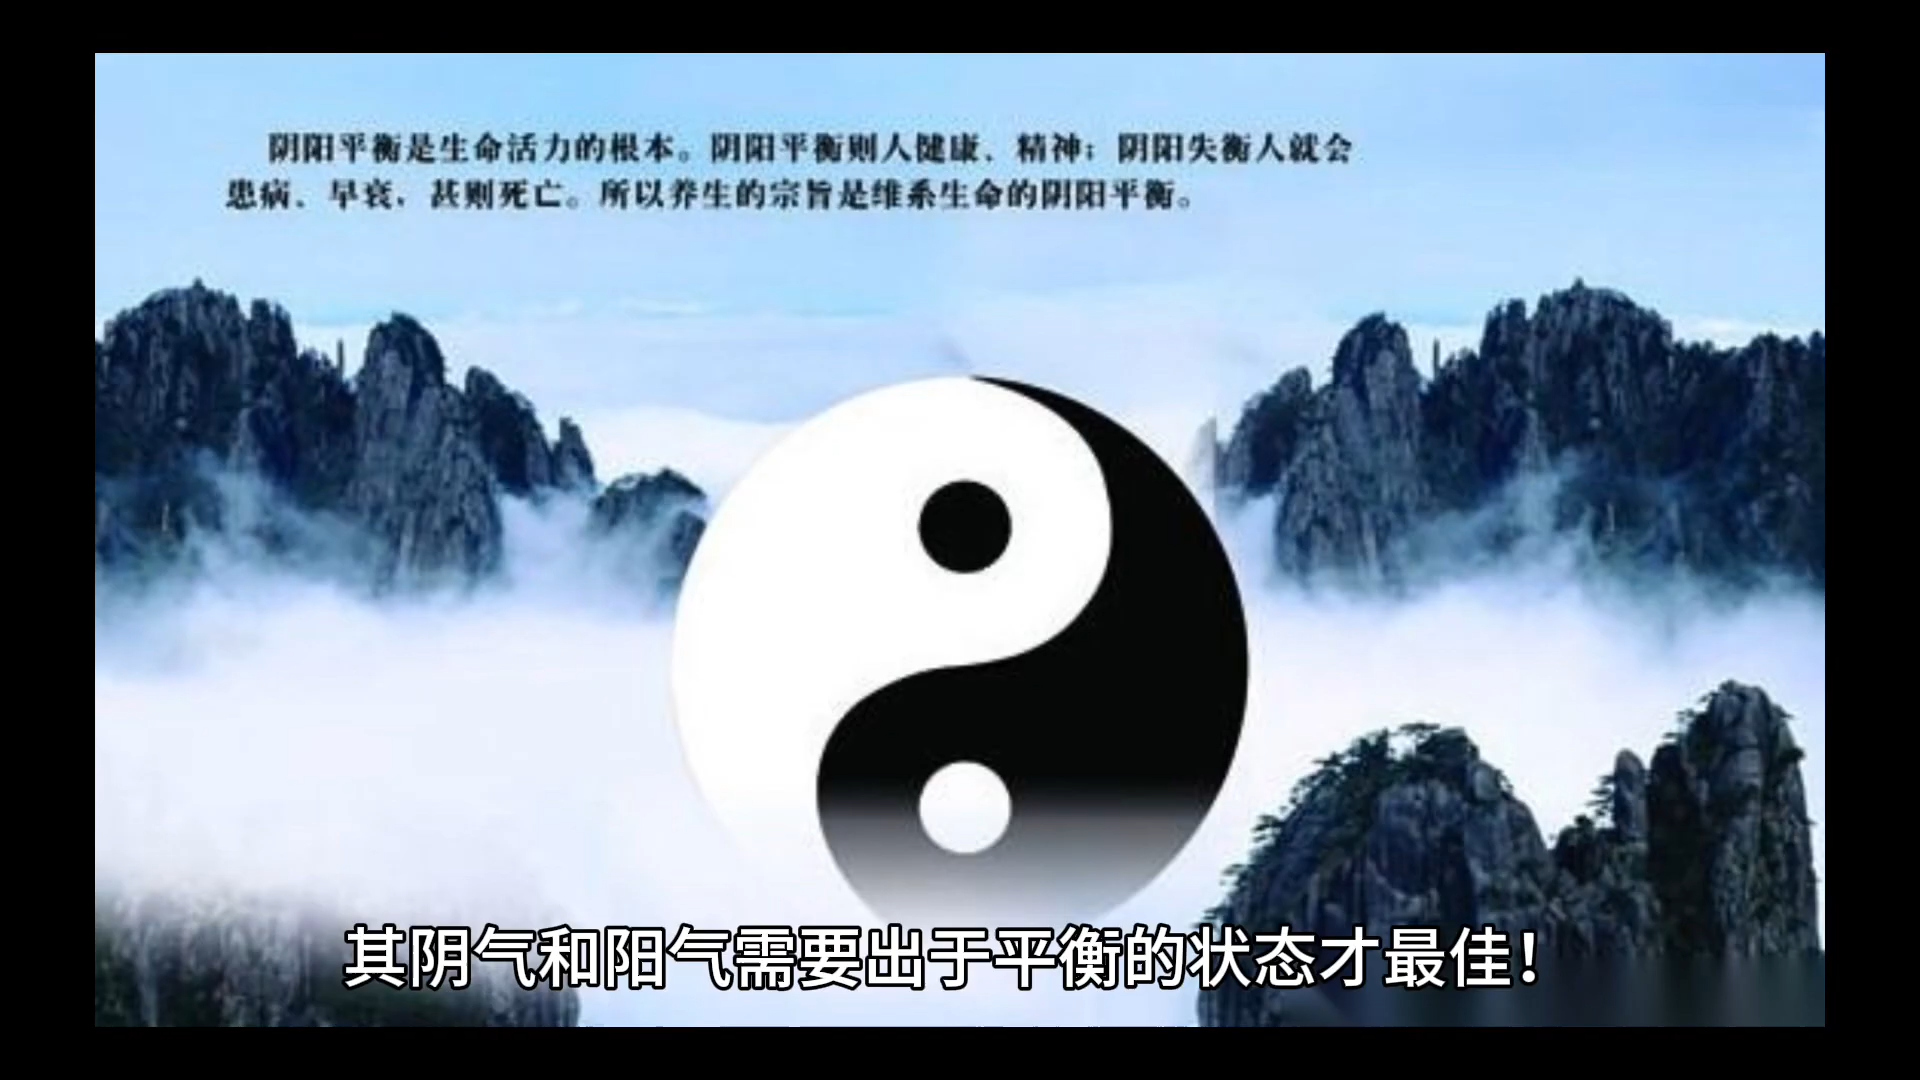 阴阳平衡是生命活力的根本。阴阳平衡则人健康、精神；阴阳失衡人就会
患病、早衰，甚则死亡。所以养生的宗旨是维系生命的阴阳平衡。
其阴气和阳气需要出于平衡的状态才最佳！